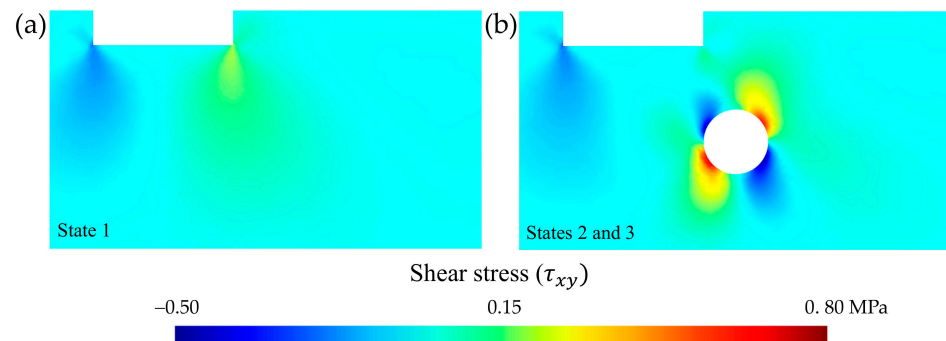 (a)
(b)
State 1
States 2 and 3
Shear stress (τxy)
−0.50 0.15 0. 80 MPa